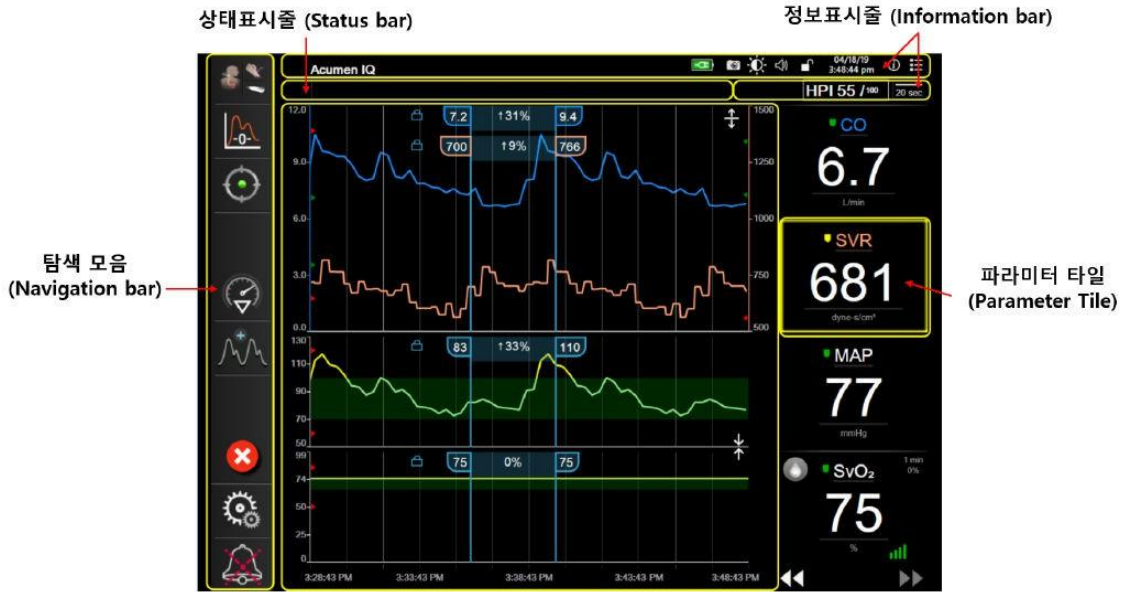 상태표시줄 (Status bar)
정보표시줄 (Information bar)
Acumen IQ
04/18/19
3:48:44 pm
HPI 55 /100
20 sec
-0-
탐색 모음
(Navigation bar)
12.0
9.0
6.0
3.0
0.0
7.2 ↑31% 9.4
700 ↑9% 766
1500
1250
1000
750
500
130
110
90
70
50
83 ↑33% 110
99
74
50
25
0
75 0% 75
3:28:43 PM 3:33:43 PM 3:38:43 PM 3:43:43 PM 3:48:43 PM
CO
6.7
L/min
SVR
681
dyne-s/cm⁵
파라미터 타일
(Parameter Tile)
MAP
77
mmHg
SvO₂
1 min
0%
75
%